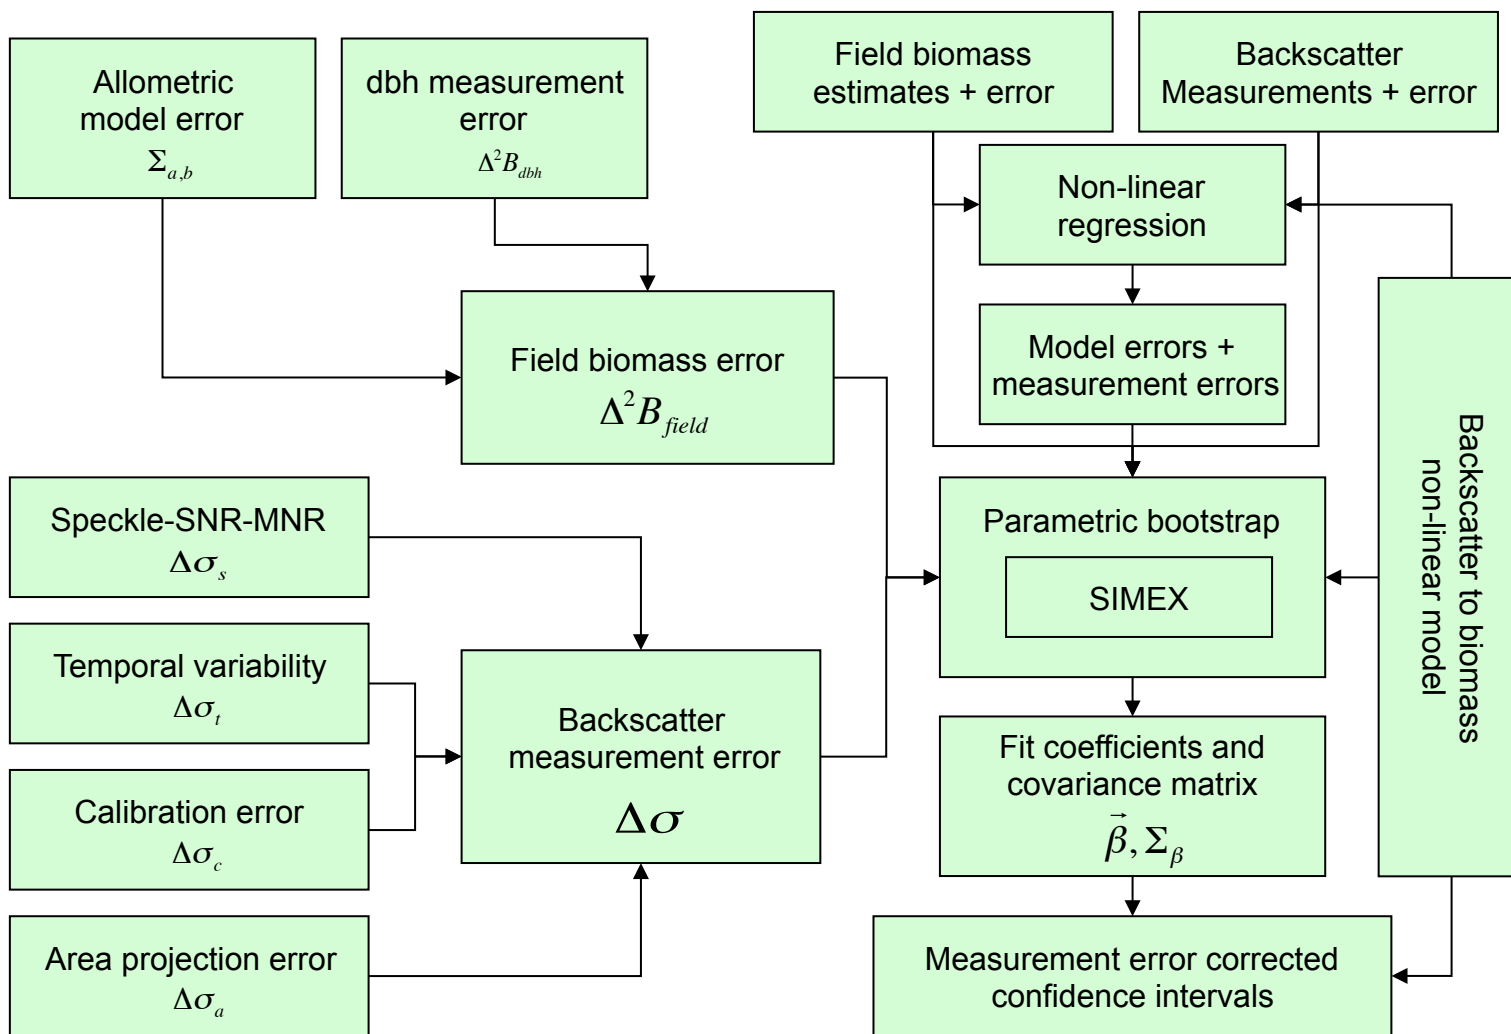 Allometric
model error
Σa,b
dbh measurement
error
Δ²Bdbh
Field biomass
estimates + error
Backscatter
Measurements + error
Non-linear
regression
Model errors +
measurement errors
Field biomass error
Δ²Bfield
Backscatter to biomass
non-linear model
Speckle-SNR-MNR
Δσs
Parametric bootstrap
SIMEX
Temporal variability
Δσt
Backscatter
measurement error
Δσ
Calibration error
Δσc
Fit coefficients and
covariance matrix
β⃗, Σβ
Area projection error
Δσa
Measurement error corrected
confidence intervals